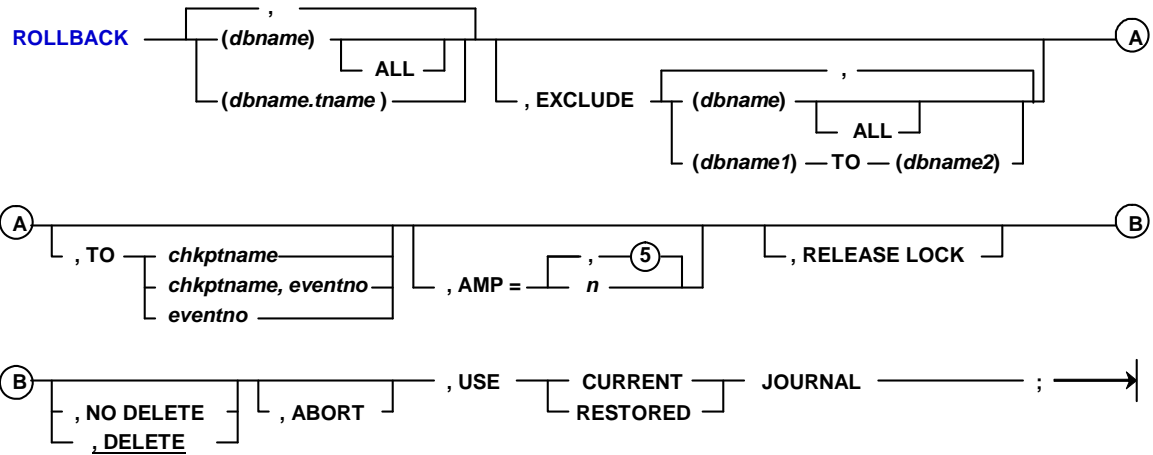 ,
ROLLBACK (dbname) A
ALL
(dbname.tname ) , EXCLUDE (dbname)
,
ALL
(dbname1) TO (dbname2)
A B
, TO chkptname , 5 , RELEASE LOCK
chkptname, eventno , AMP = n
eventno
B , USE CURRENT JOURNAL ;
, NO DELETE , ABORT RESTORED
, DELETE